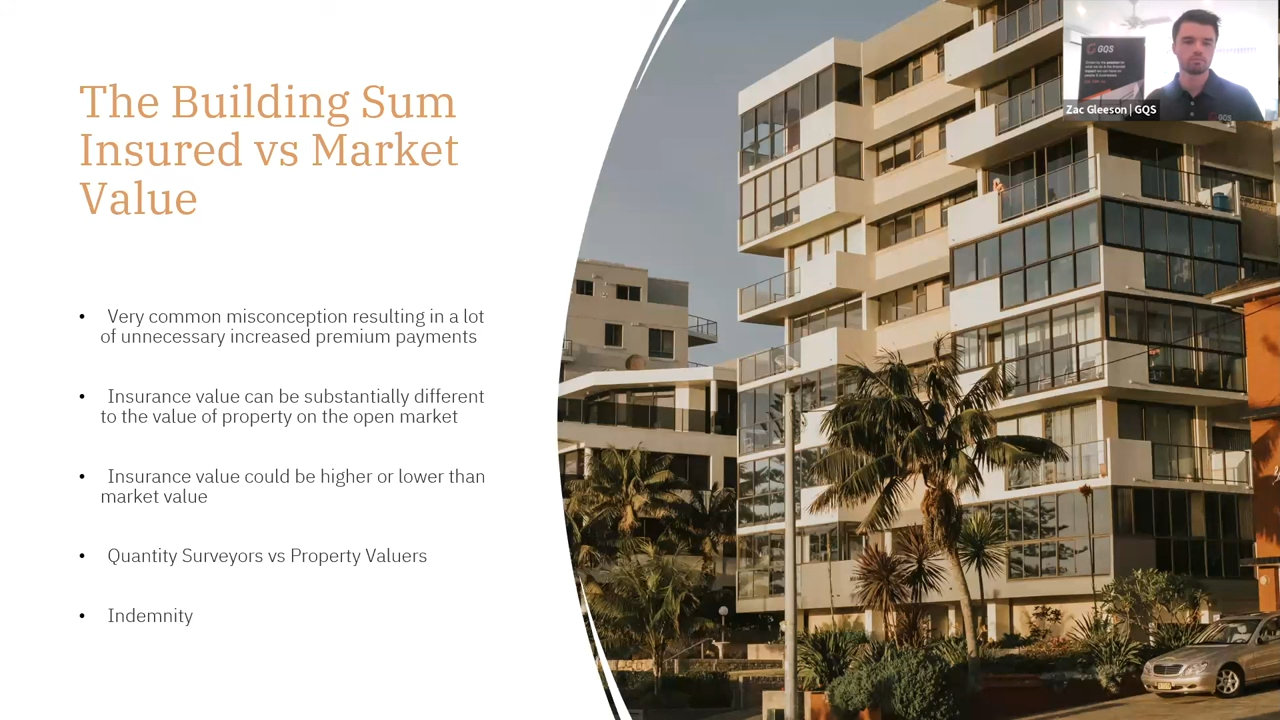 The Building Sum
Insured vs Market
Value
• Very common misconception resulting in a lot
of unnecessary increased premium payments
• Insurance value can be substantially different
to the value of property on the open market
• Insurance value could be higher or lower than
market value
• Quantity Surveyors vs Property Valuers
• Indemnity
GQS
Zac Gleeson | GQS
GQS